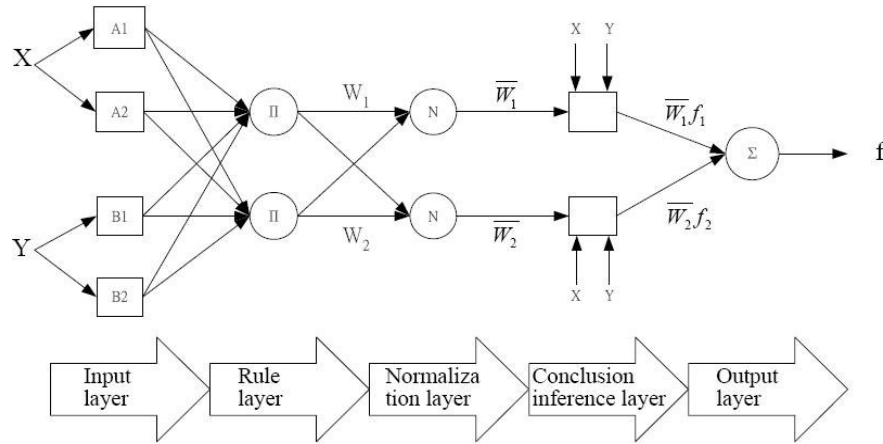 X
Y
A1
X
A2
Π
W₁
N
W̅₁
W̅₁f₁
Σ
f
B1
Y
B2
Π
W₂
N
W̅₂
W̅₂f₂
X
Y
Input
layer
Rule
layer
Normaliza
tion layer
Conclusion
inference layer
Output
layer